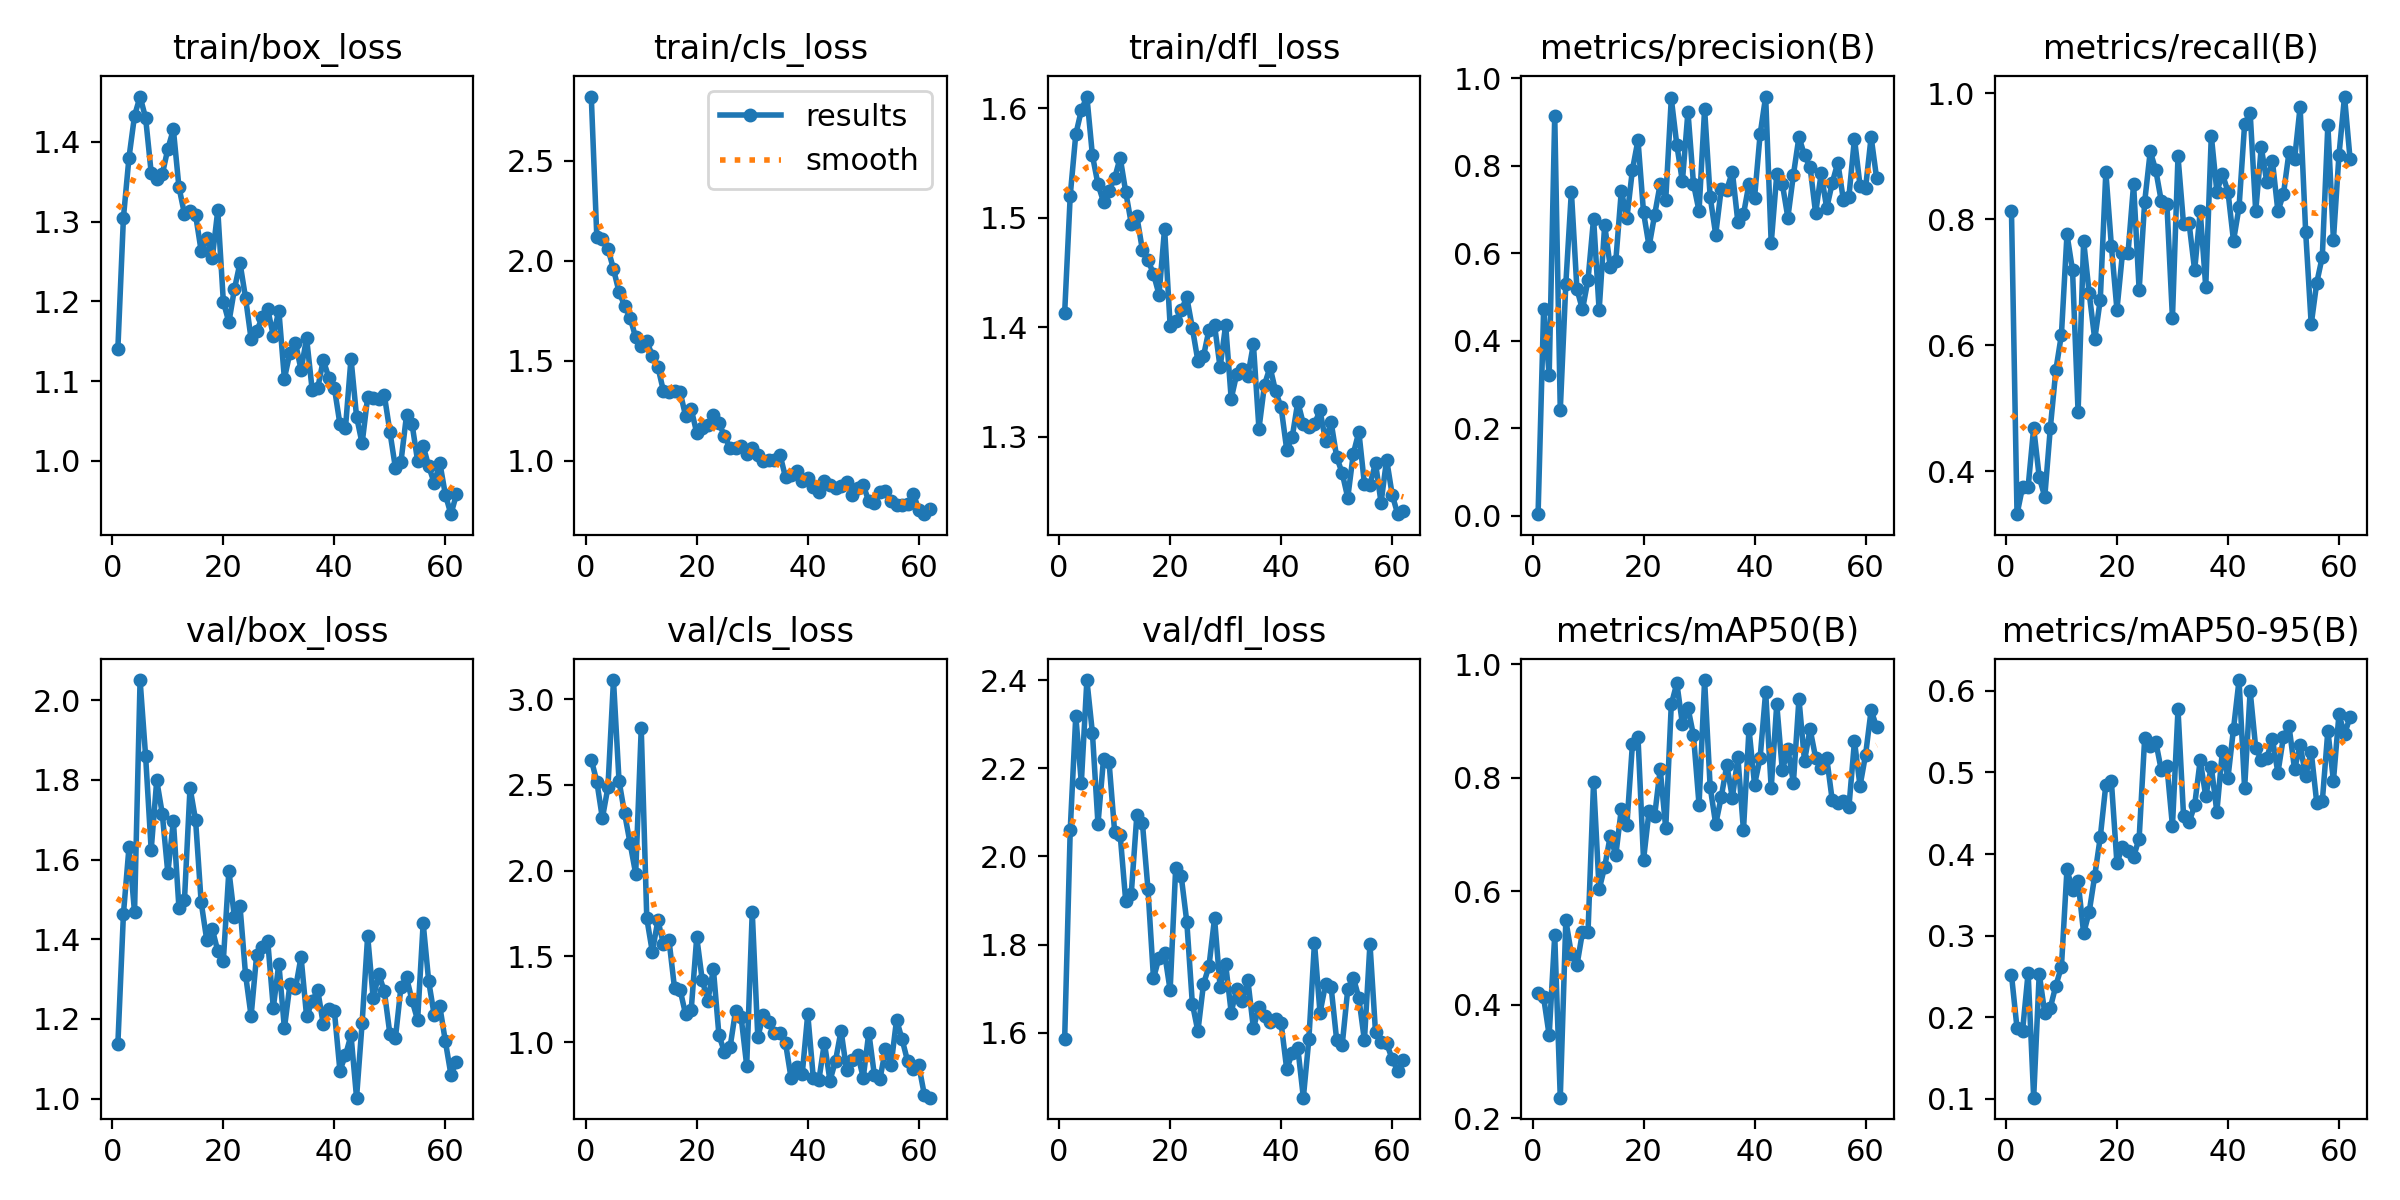 train/box_loss
1.4
1.3
1.2
1.1
1.0
0 20 40 60
train/cls_loss
results
smooth
2.5
2.0
1.5
1.0
0 20 40 60
train/dfl_loss
1.6
1.5
1.4
1.3
0 20 40 60
metrics/precision(B)
1.0
0.8
0.6
0.4
0.2
0.0
0 20 40 60
metrics/recall(B)
1.0
0.8
0.6
0.4
0 20 40 60
val/box_loss
2.0
1.8
1.6
1.4
1.2
1.0
0 20 40 60
val/cls_loss
3.0
2.5
2.0
1.5
1.0
0 20 40 60
val/dfl_loss
2.4
2.2
2.0
1.8
1.6
0 20 40 60
metrics/mAP50(B)
1.0
0.8
0.6
0.4
0.2
0 20 40 60
metrics/mAP50-95(B)
0.6
0.5
0.4
0.3
0.2
0.1
0 20 40 60